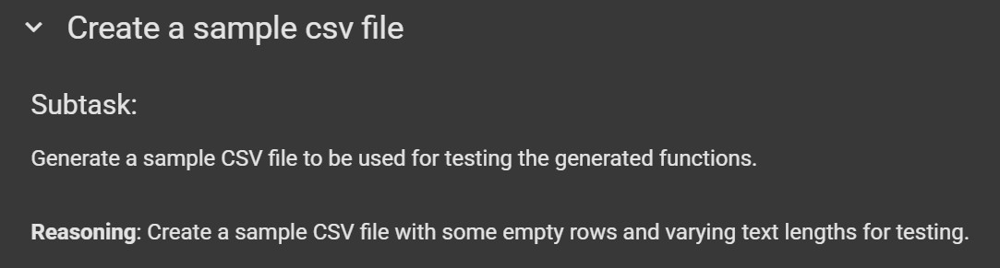 Create a sample csv file
Subtask:
Generate a sample CSV file to be used for testing the generated functions.
Reasoning: Create a sample CSV file with some empty rows and varying text lengths for testing.